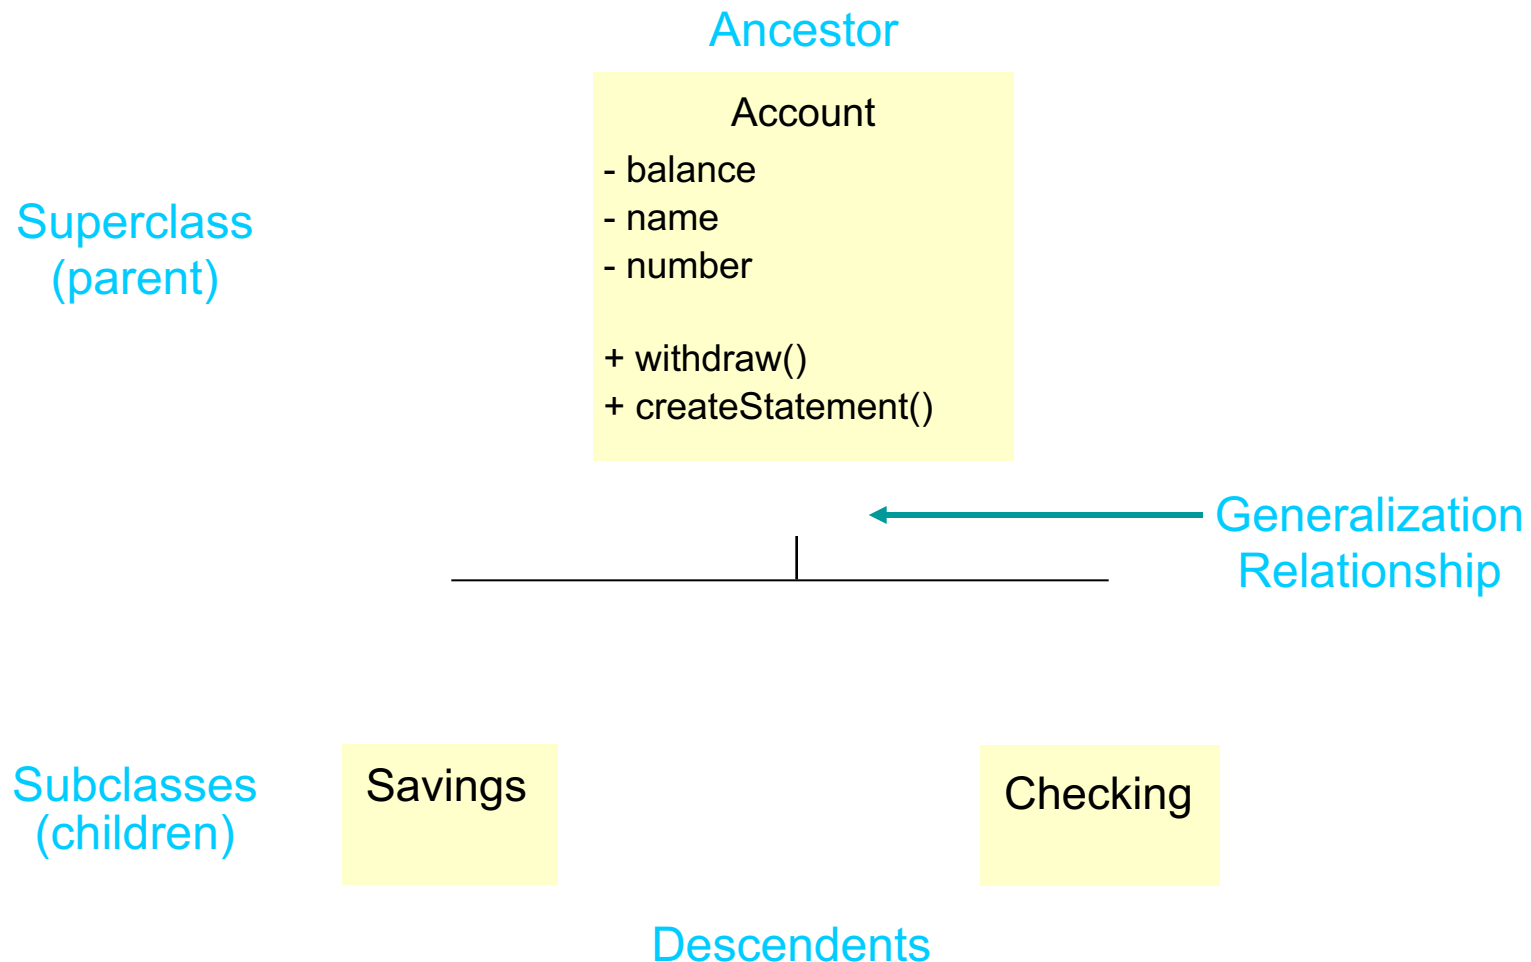 Ancestor
Account
- balance
- name
- number
+ withdraw()
+ createStatement()
Superclass
(parent)
Generalization
Relationship
Subclasses
(children)
Savings
Checking
Descendents